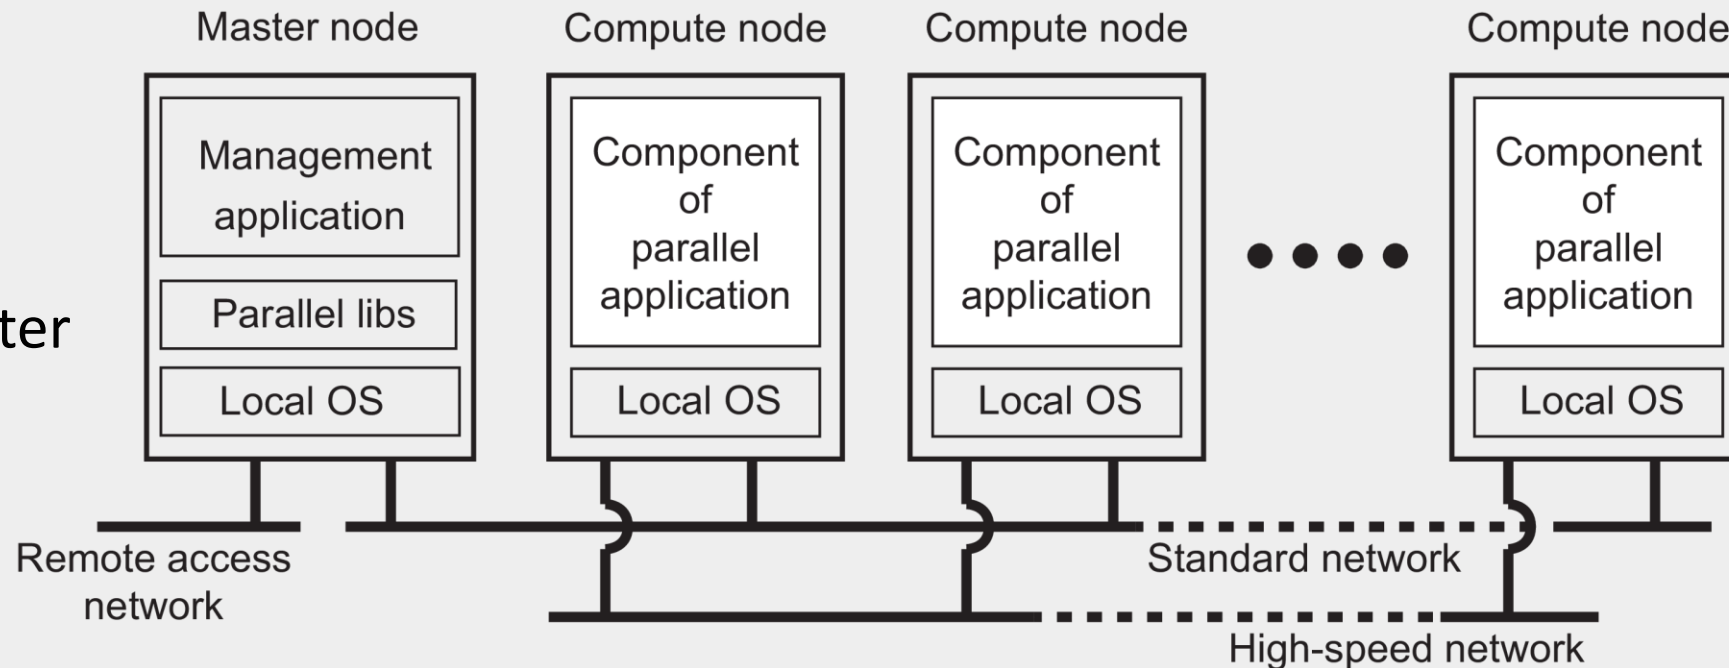 Master node
Compute node
Compute node
Compute node
Management
application
Parallel libs
Local OS
Component
of
parallel
application
Local OS
Component
of
parallel
application
Local OS
Component
of
parallel
application
Local OS
ter
Remote access
network
Standard network
High-speed network